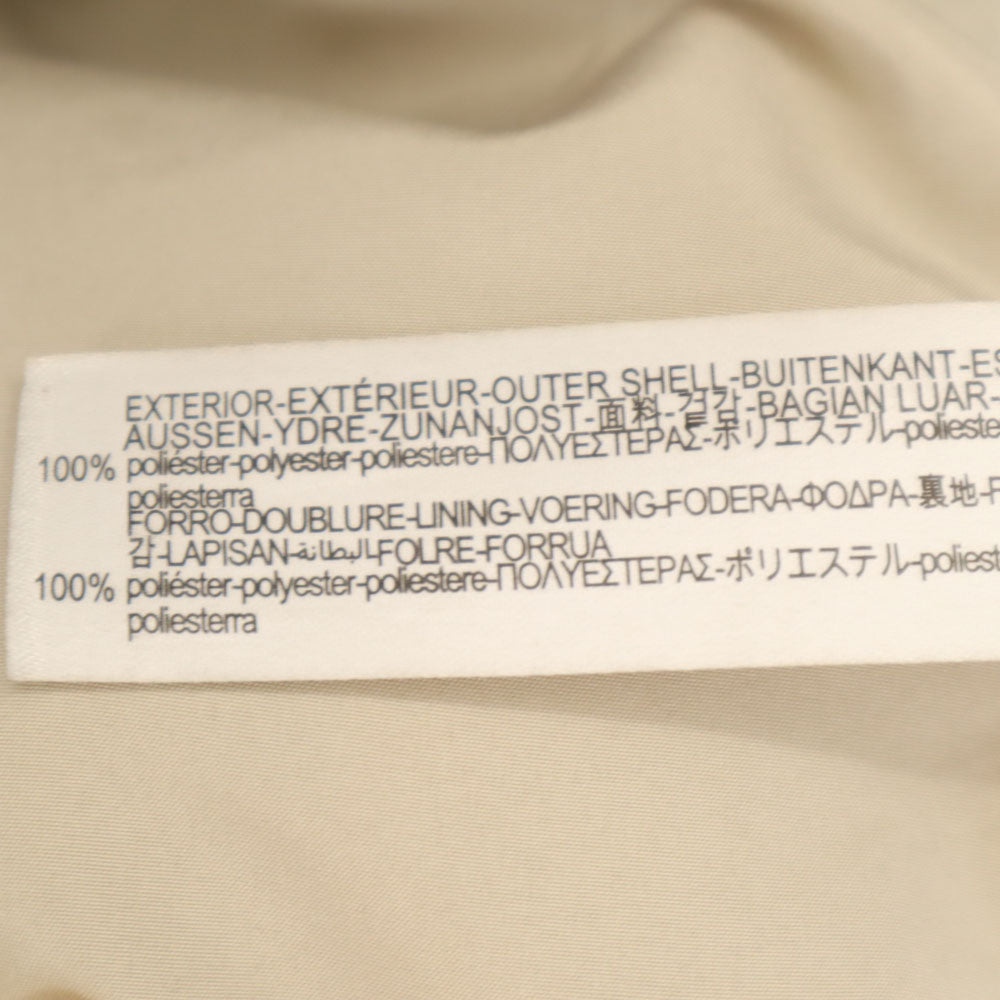 EXTERIOR-EXTÉRIEUR-OUTER SHELL-BUITENKANT-ES
AUSSEN-YDRE-ZUNANJOST-面料-겉감-BAGIAN LUAR-
100% poliéster-polyester-poliestere-ΠΟΛΥΕΣΤΕΡΑΣ-ポリエステル-polieste
poliesterra
FORRO-DOUBLURE-LINING-VOERING-FODERA-ΦΟΔΡΑ-裏地-F
감-LAPISAN-البطانة-FOLRE-FORRUA
100% poliéster-polyester-poliestere-ΠΟΛΥΕΣΤΕΡΑΣ-ポリエステル-poliest
poliesterra